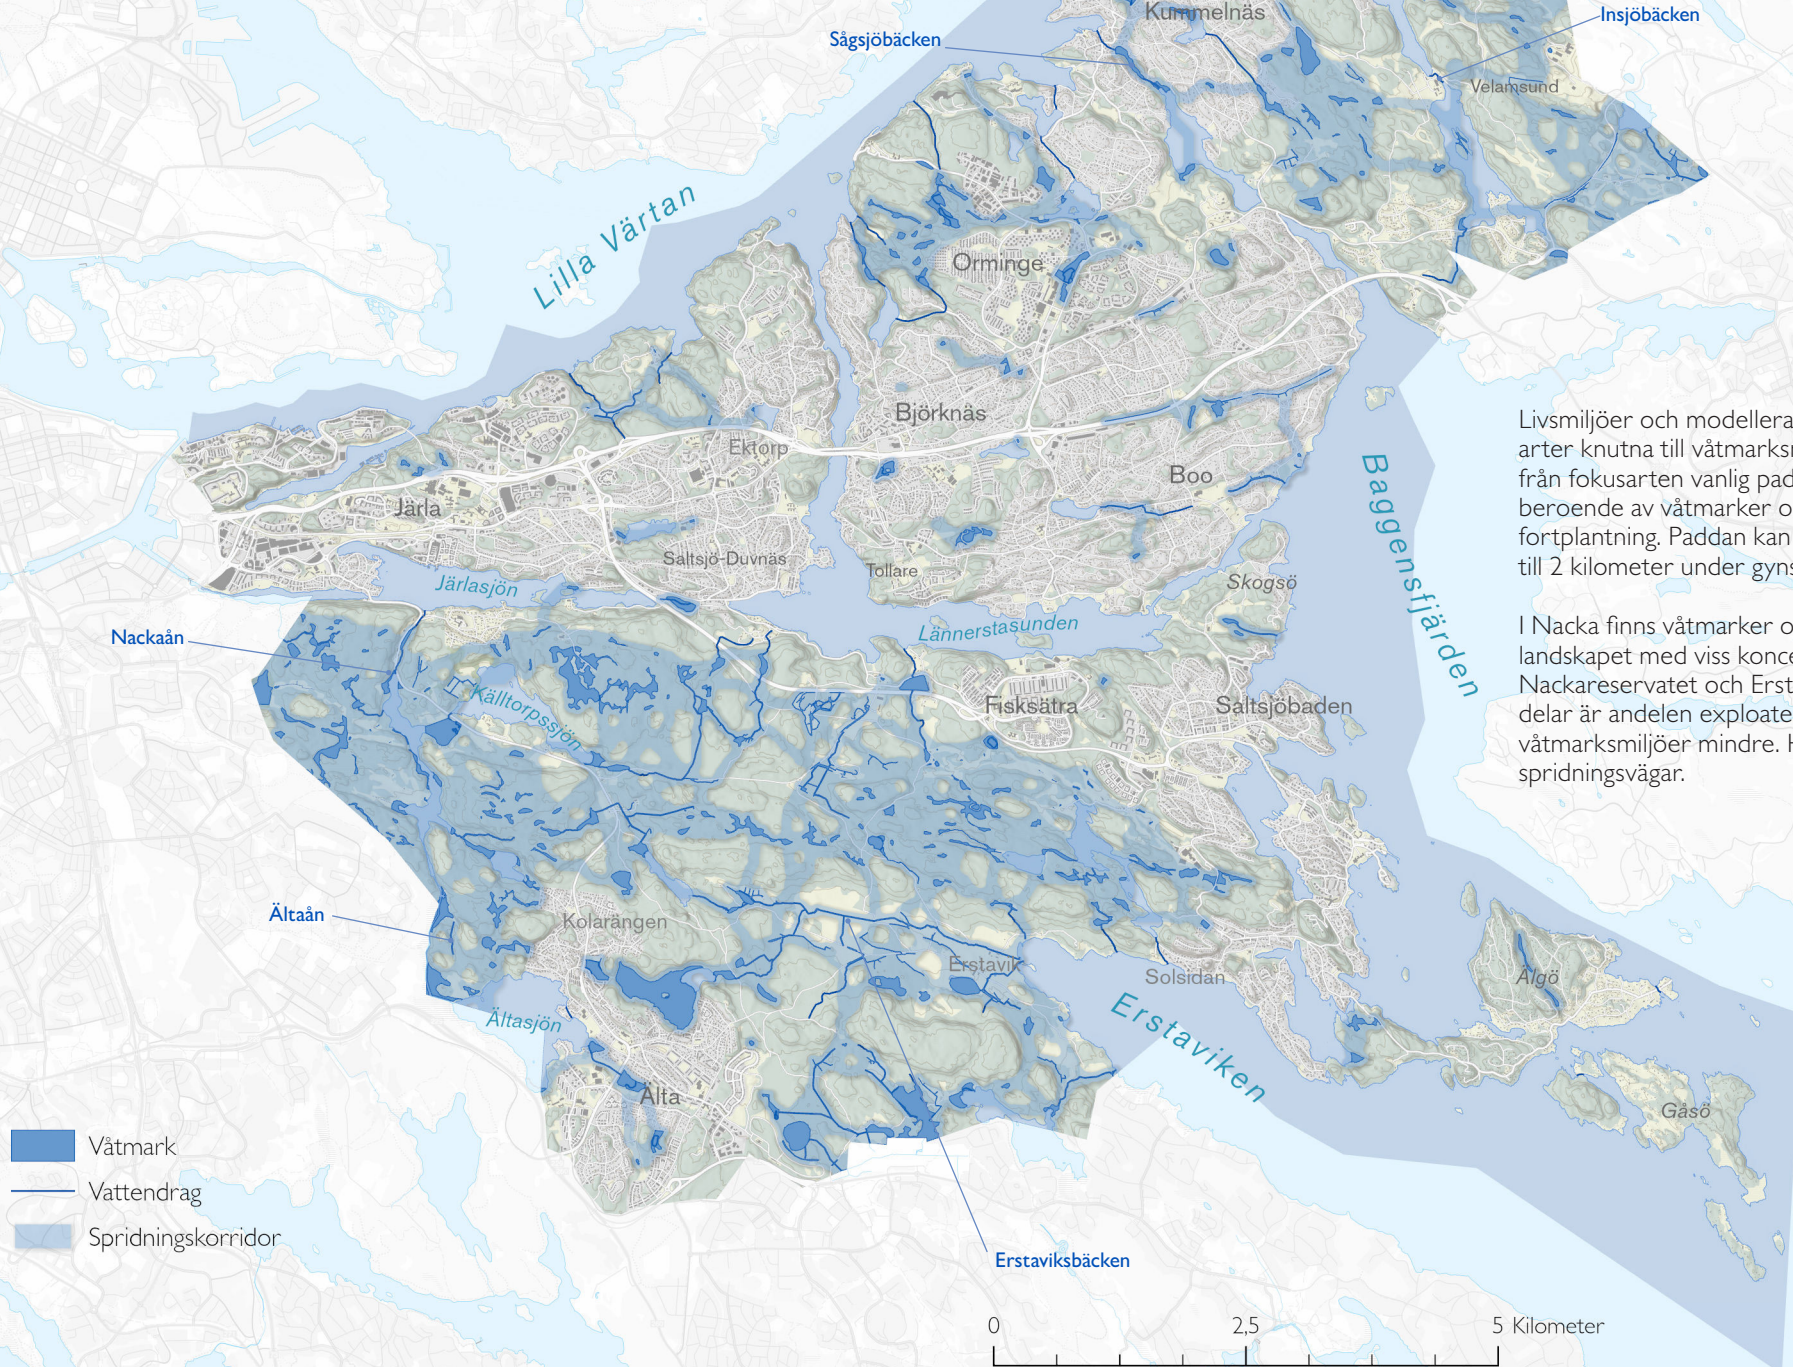 Kummelnäs
Insjöbäcken
Sågsjöbäcken
Velamsund
Lilla Värtan
Orminge
Björknäs
Ektorp
Boo
Järla
Baggensfjärden
Saltsjö-Duvnäs
Tollare
Skogsö
Järlasjön
Lännerstasunden
Nackaån
Källtorpssjön
Fisksätra
Saltsjöbaden
Livsmiljöer och modellera
arter knutna till våtmarks
från fokusarten vanlig pad
beroende av våtmarker o
fortplantning. Paddan kan
till 2 kilometer under gyns
I Nacka finns våtmarker o
landskapet med viss konce
Nackareservatet och Erst
delar är andelen exploate
våtmarksmiljöer mindre. H
spridningsvägar.
Ältaån
Kolarängen
Erstavik
Solsidan
Älgö
Ältasjön
Erstaviken
Älta
Gåsö
Våtmark
Vattendrag
Spridningskorridor
Erstaviksbäcken
0 2,5 5 Kilometer